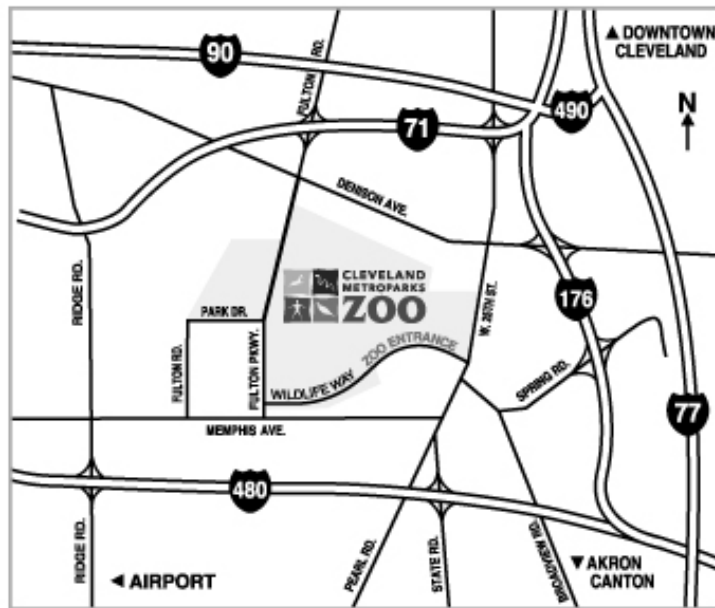 ▲ DOWNTOWN
CLEVELAND
90
FULTON RD.
490
N
71
DENISON AVE.
RIDGE RD.
CLEVELAND
METROPARKS
ZOO
W. 25TH ST.
176
PARK DR.
FULTON RD.
FULTON PKWY.
WILDLIFE WAY
ZOO ENTRANCE
SPRING RD.
77
MEMPHIS AVE.
480
RIDGE RD.
PEARL RD.
STATE RD.
BROADVIEW RD.
◀ AIRPORT
▼ AKRON
CANTON